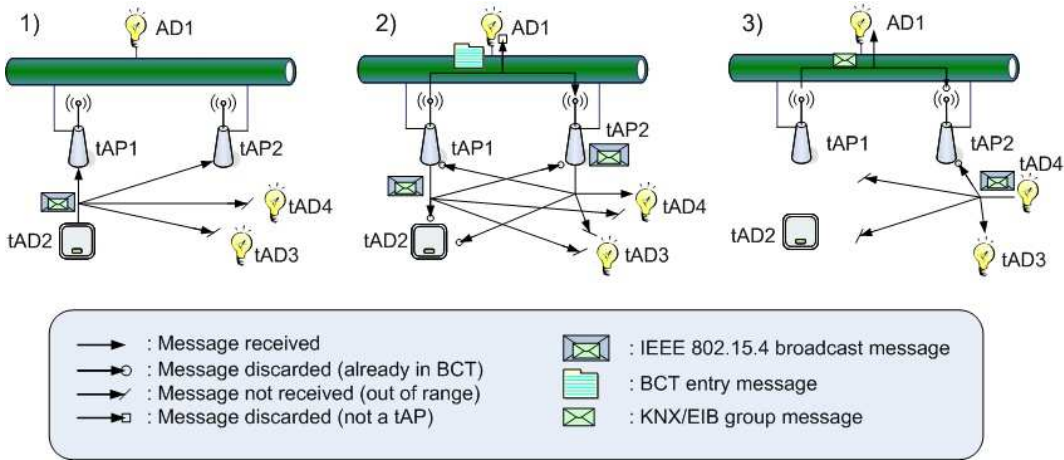 1)
AD1
tAP1
tAP2
tAD4
tAD2
tAD3
2)
AD1
tAP1
tAP2
tAD4
tAD2
tAD3
3)
AD1
tAP1
tAP2
tAD4
tAD2
tAD3
: Message received
: Message discarded (already in BCT)
: Message not received (out of range)
: Message discarded (not a tAP)
: IEEE 802.15.4 broadcast message
: BCT entry message
: KNX/EIB group message